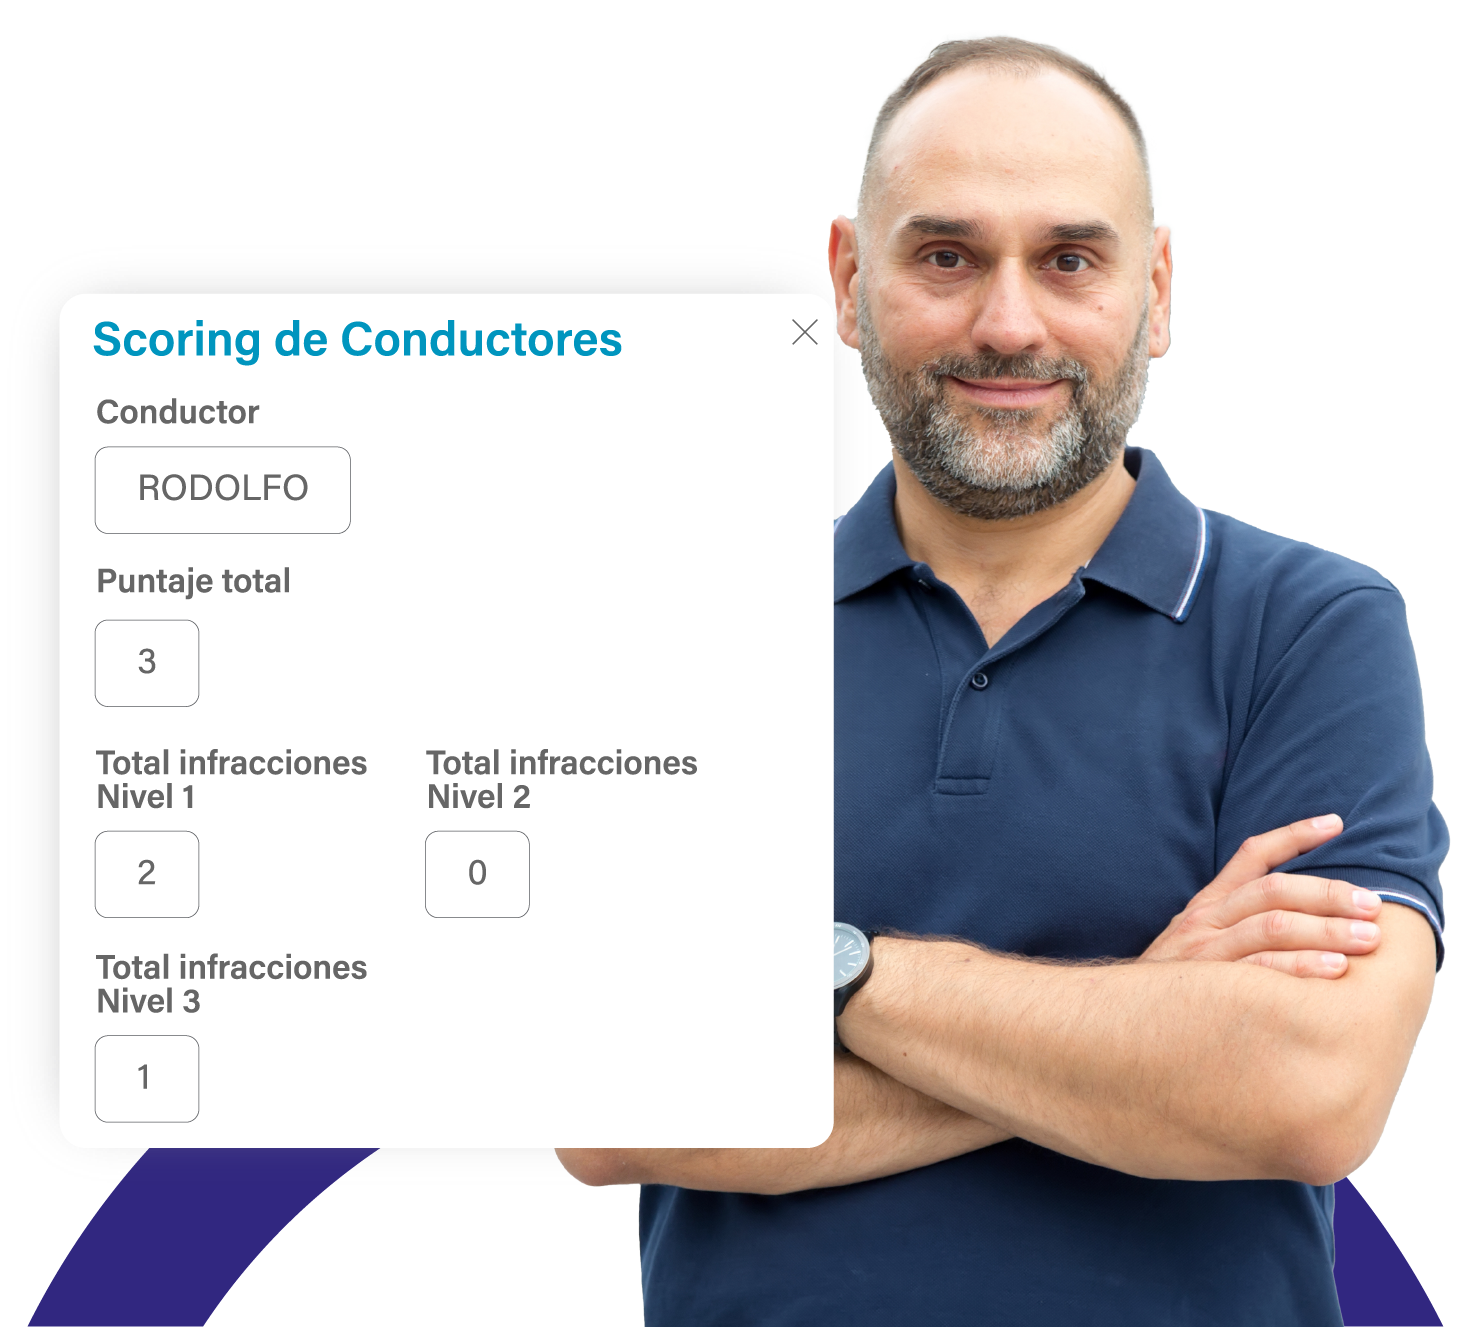 Scoring de Conductores
Conductor
RODOLFO
Puntaje total
3
Total infracciones
Nivel 1
2
Total infracciones
Nivel 2
0
Total infracciones
Nivel 3
1